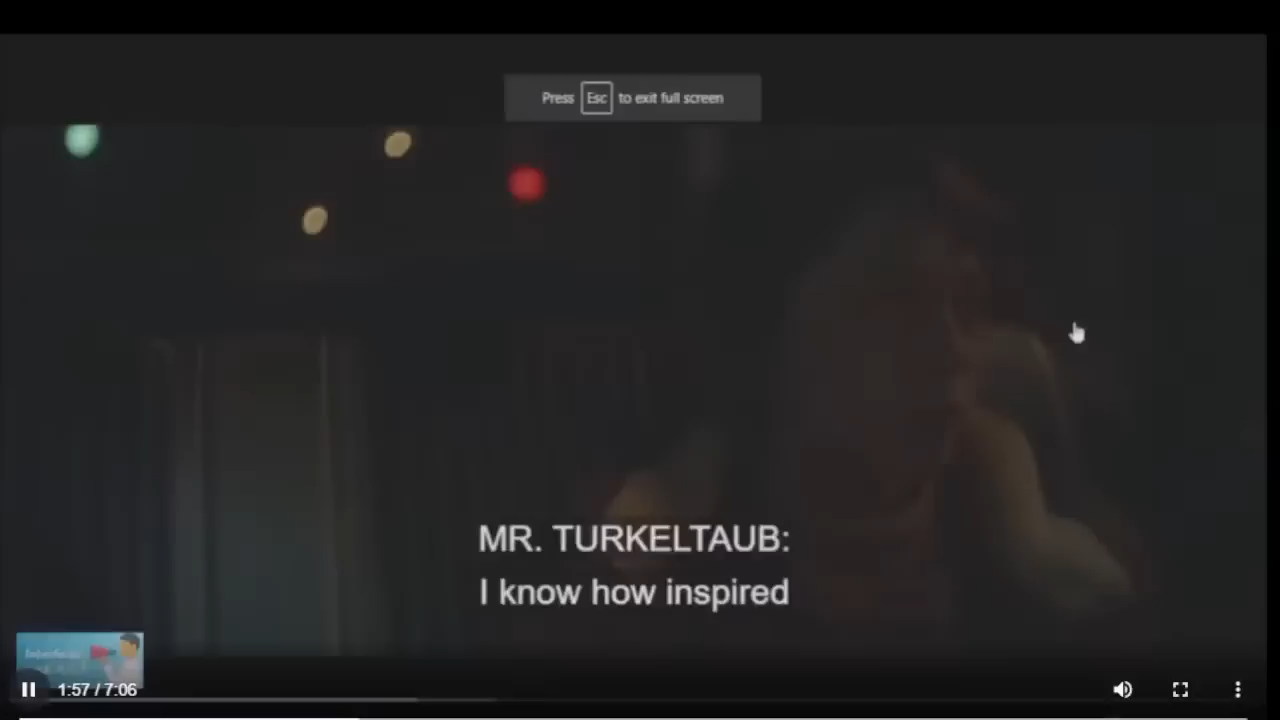 Press Esc to exit full screen
MR. TURKELTAUB:
I know how inspired
1:57 / 7:06